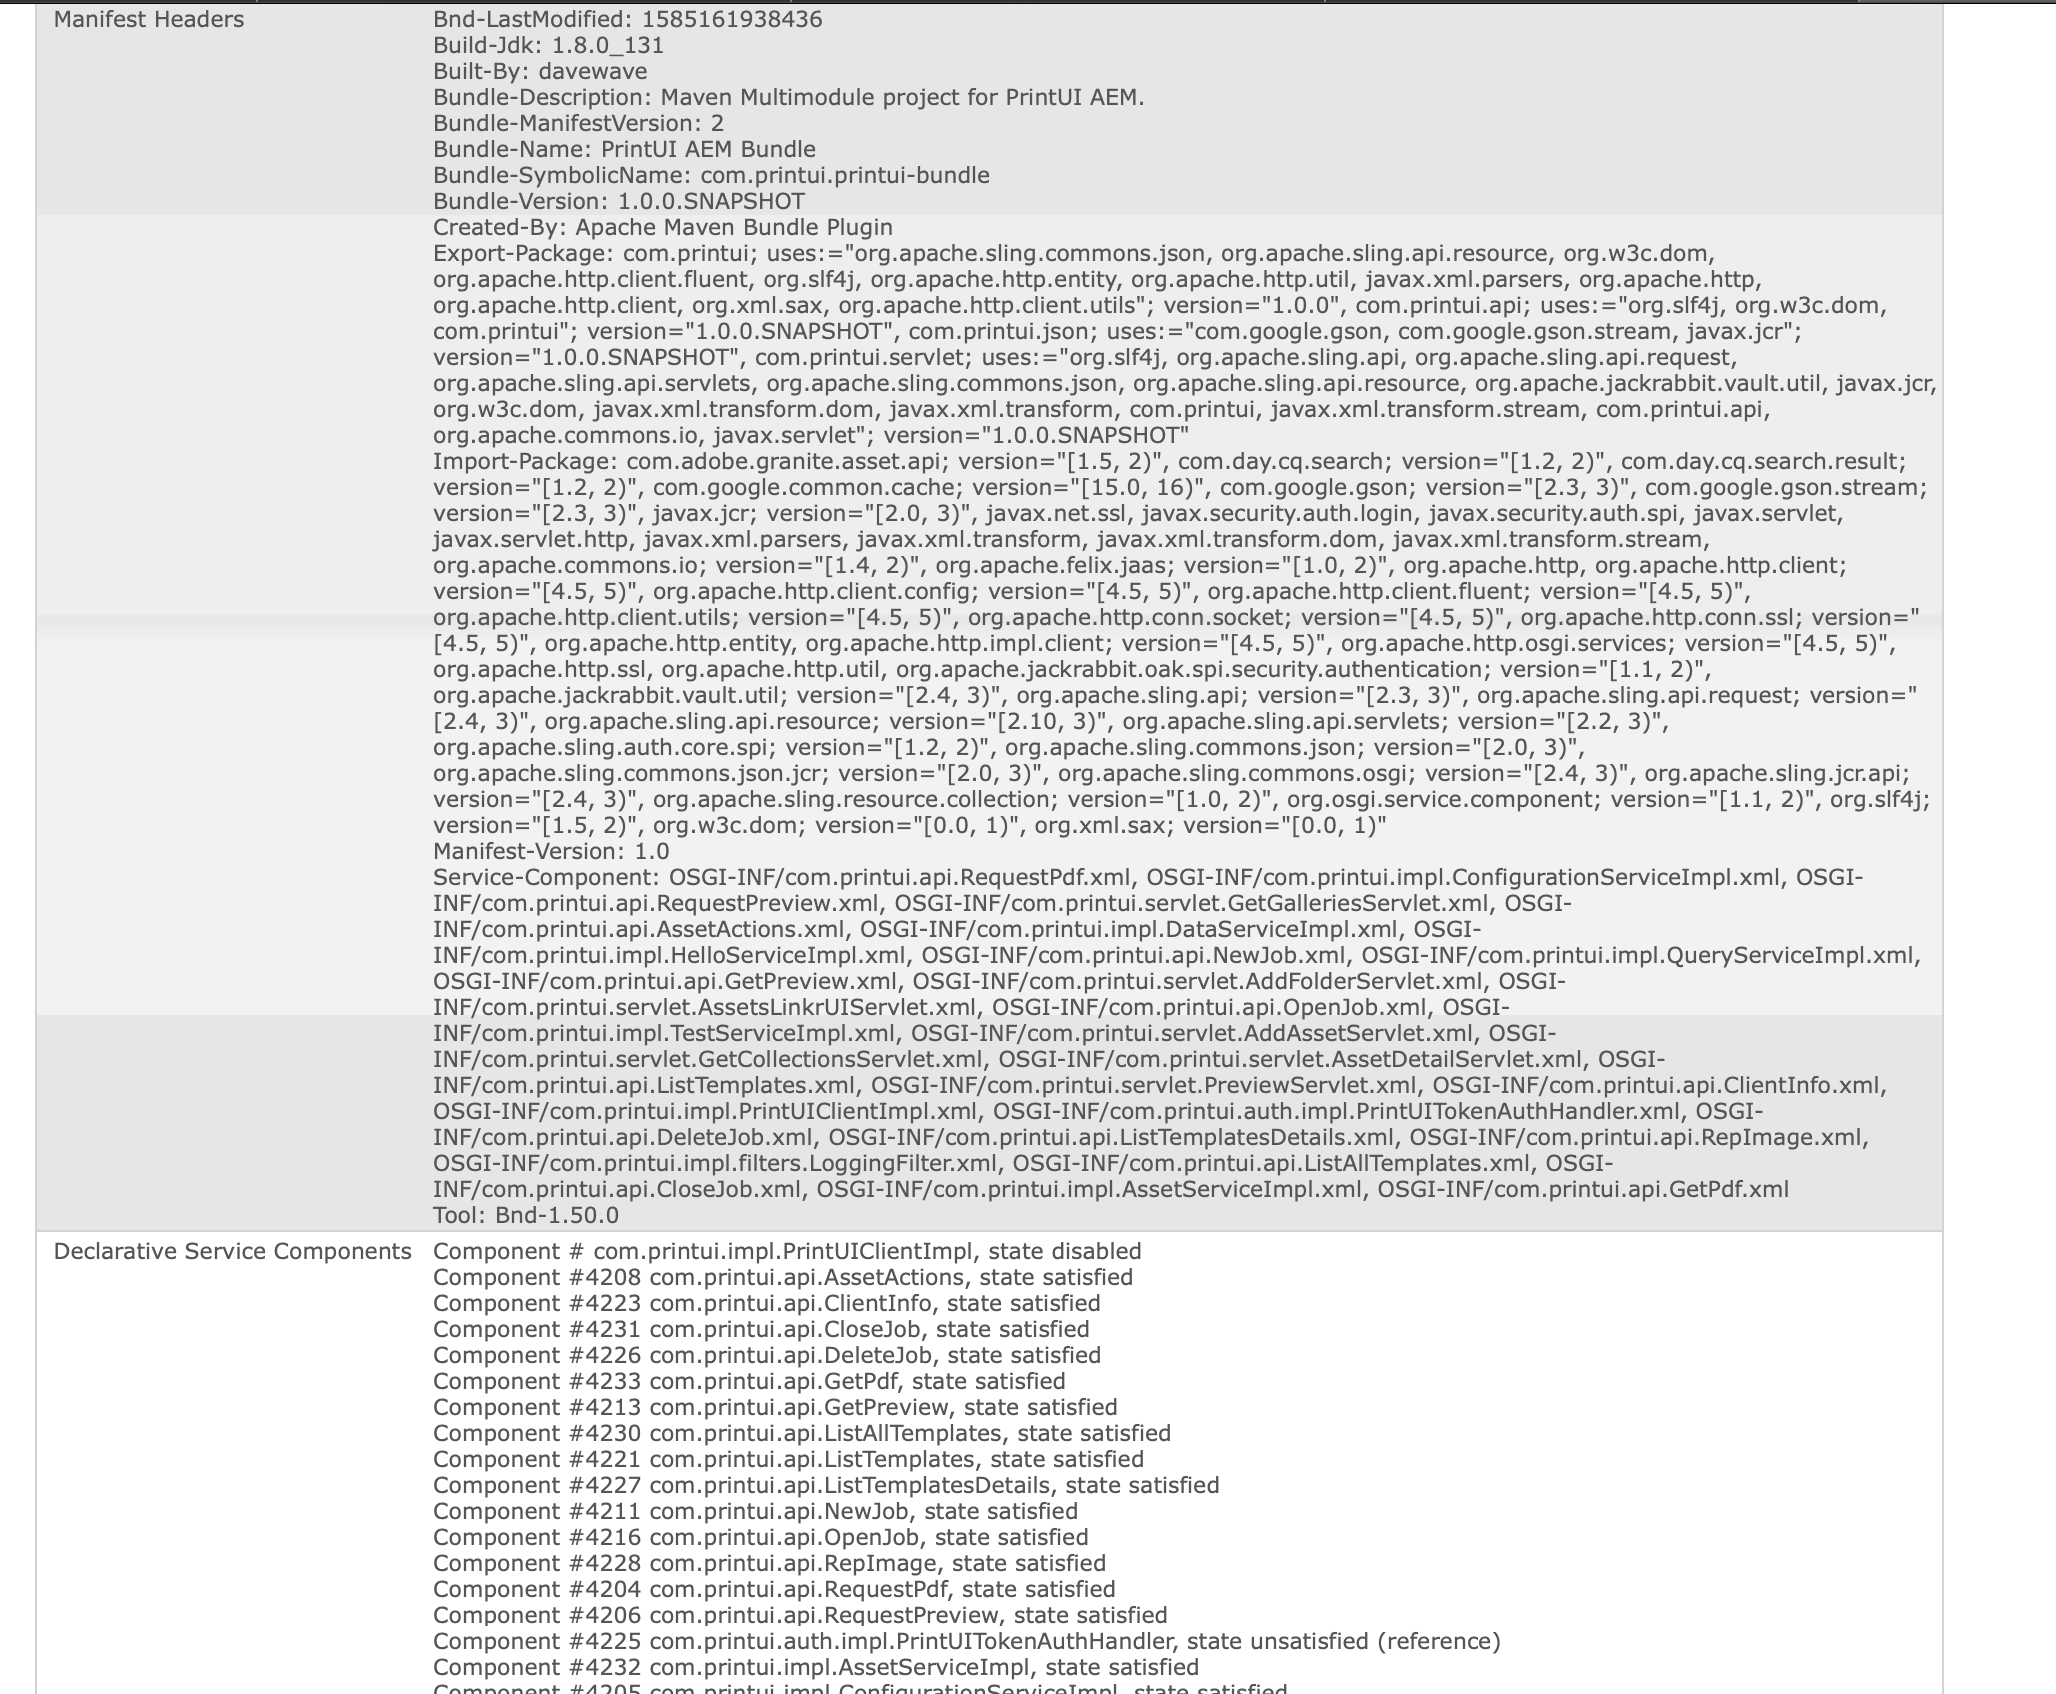 Manifest Headers
Bnd-LastModified: 1585161938436
Build-Jdk: 1.8.0_131
Built-By: davewave
Bundle-Description: Maven Multimodule project for PrintUI AEM.
Bundle-ManifestVersion: 2
Bundle-Name: PrintUI AEM Bundle
Bundle-SymbolicName: com.printui.printui-bundle
Bundle-Version: 1.0.0.SNAPSHOT
Created-By: Apache Maven Bundle Plugin
Export-Package: com.printui; uses:="org.apache.sling.commons.json, org.apache.sling.api.resource, org.w3c.dom,
org.apache.http.client.fluent, org.slf4j, org.apache.http.entity, org.apache.http.util, javax.xml.parsers, org.apache.http,
org.apache.http.client, org.xml.sax, org.apache.http.client.utils"; version="1.0.0", com.printui.api; uses:="org.slf4j, org.w3c.dom,
com.printui"; version="1.0.0.SNAPSHOT", com.printui.json; uses:="com.google.gson, com.google.gson.stream, javax.jcr";
version="1.0.0.SNAPSHOT", com.printui.servlet; uses:="org.slf4j, org.apache.sling.api, org.apache.sling.api.request,
org.apache.sling.api.servlets, org.apache.sling.commons.json, org.apache.sling.api.resource, org.apache.jackrabbit.vault.util, javax.jcr,
org.w3c.dom, javax.xml.transform.dom, javax.xml.transform, com.printui, javax.xml.transform.stream, com.printui.api,
org.apache.commons.io, javax.servlet"; version="1.0.0.SNAPSHOT"
Import-Package: com.adobe.granite.asset.api; version="[1.5, 2)", com.day.cq.search; version="[1.2, 2)", com.day.cq.search.result;
version="[1.2, 2)", com.google.common.cache; version="[15.0, 16)", com.google.gson; version="[2.3, 3)", com.google.gson.stream;
version="[2.3, 3)", javax.jcr; version="[2.0, 3)", javax.net.ssl, javax.security.auth.login, javax.security.auth.spi, javax.servlet,
javax.servlet.http, javax.xml.parsers, javax.xml.transform, javax.xml.transform.dom, javax.xml.transform.stream,
org.apache.commons.io; version="[1.4, 2)", org.apache.felix.jaas; version="[1.0, 2)", org.apache.http, org.apache.http.client;
version="[4.5, 5)", org.apache.http.client.config; version="[4.5, 5)", org.apache.http.client.fluent; version="[4.5, 5)",
org.apache.http.client.utils; version="[4.5, 5)", org.apache.http.conn.socket; version="[4.5, 5)", org.apache.http.conn.ssl; version="
[4.5, 5)", org.apache.http.entity, org.apache.http.impl.client; version="[4.5, 5)", org.apache.http.osgi.services; version="[4.5, 5)",
org.apache.http.ssl, org.apache.http.util, org.apache.jackrabbit.oak.spi.security.authentication; version="[1.1, 2)",
org.apache.jackrabbit.vault.util; version="[2.4, 3)", org.apache.sling.api; version="[2.3, 3)", org.apache.sling.api.request; version="
[2.4, 3)", org.apache.sling.api.resource; version="[2.10, 3)", org.apache.sling.api.servlets; version="[2.2, 3)",
org.apache.sling.auth.core.spi; version="[1.2, 2)", org.apache.sling.commons.json; version="[2.0, 3)",
org.apache.sling.commons.json.jcr; version="[2.0, 3)", org.apache.sling.commons.osgi; version="[2.4, 3)", org.apache.sling.jcr.api;
version="[2.4, 3)", org.apache.sling.resource.collection; version="[1.0, 2)", org.osgi.service.component; version="[1.1, 2)", org.slf4j;
version="[1.5, 2)", org.w3c.dom; version="[0.0, 1)", org.xml.sax; version="[0.0, 1)"
Manifest-Version: 1.0
Service-Component: OSGI-INF/com.printui.api.RequestPdf.xml, OSGI-INF/com.printui.impl.ConfigurationServiceImpl.xml, OSGI-
INF/com.printui.api.RequestPreview.xml, OSGI-INF/com.printui.servlet.GetGalleriesServlet.xml, OSGI-
INF/com.printui.api.AssetActions.xml, OSGI-INF/com.printui.impl.DataServiceImpl.xml, OSGI-
INF/com.printui.impl.HelloServiceImpl.xml, OSGI-INF/com.printui.api.NewJob.xml, OSGI-INF/com.printui.impl.QueryServiceImpl.xml,
OSGI-INF/com.printui.api.GetPreview.xml, OSGI-INF/com.printui.servlet.AddFolderServlet.xml, OSGI-
INF/com.printui.servlet.AssetsLinkrUIServlet.xml, OSGI-INF/com.printui.api.OpenJob.xml, OSGI-
INF/com.printui.impl.TestServiceImpl.xml, OSGI-INF/com.printui.servlet.AddAssetServlet.xml, OSGI-
INF/com.printui.servlet.GetCollectionsServlet.xml, OSGI-INF/com.printui.servlet.AssetDetailServlet.xml, OSGI-
INF/com.printui.api.ListTemplates.xml, OSGI-INF/com.printui.servlet.PreviewServlet.xml, OSGI-INF/com.printui.api.ClientInfo.xml,
OSGI-INF/com.printui.impl.PrintUIClientImpl.xml, OSGI-INF/com.printui.auth.impl.PrintUITokenAuthHandler.xml, OSGI-
INF/com.printui.api.DeleteJob.xml, OSGI-INF/com.printui.api.ListTemplatesDetails.xml, OSGI-INF/com.printui.api.RepImage.xml,
OSGI-INF/com.printui.impl.filters.LoggingFilter.xml, OSGI-INF/com.printui.api.ListAllTemplates.xml, OSGI-
INF/com.printui.api.CloseJob.xml, OSGI-INF/com.printui.impl.AssetServiceImpl.xml, OSGI-INF/com.printui.api.GetPdf.xml
Tool: Bnd-1.50.0
Declarative Service Components
Component # com.printui.impl.PrintUIClientImpl, state disabled
Component #4208 com.printui.api.AssetActions, state satisfied
Component #4223 com.printui.api.ClientInfo, state satisfied
Component #4231 com.printui.api.CloseJob, state satisfied
Component #4226 com.printui.api.DeleteJob, state satisfied
Component #4233 com.printui.api.GetPdf, state satisfied
Component #4213 com.printui.api.GetPreview, state satisfied
Component #4230 com.printui.api.ListAllTemplates, state satisfied
Component #4221 com.printui.api.ListTemplates, state satisfied
Component #4227 com.printui.api.ListTemplatesDetails, state satisfied
Component #4211 com.printui.api.NewJob, state satisfied
Component #4216 com.printui.api.OpenJob, state satisfied
Component #4228 com.printui.api.RepImage, state satisfied
Component #4204 com.printui.api.RequestPdf, state satisfied
Component #4206 com.printui.api.RequestPreview, state satisfied
Component #4225 com.printui.auth.impl.PrintUITokenAuthHandler, state unsatisfied (reference)
Component #4232 com.printui.impl.AssetServiceImpl, state satisfied
Component #4205 com.printui.impl.ConfigurationServiceImpl, state satisfied